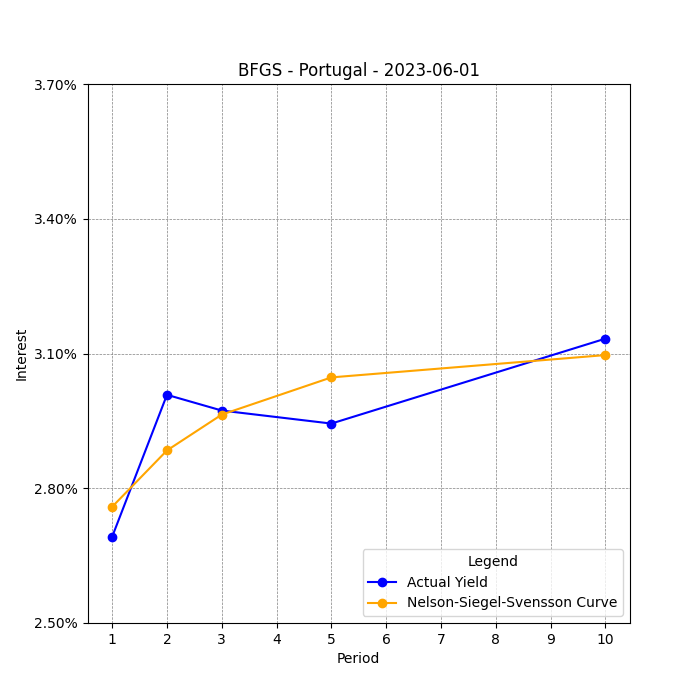 BFGS - Portugal - 2023-06-01
3.70%
3.40%
3.10%
2.80%
2.50%
Interest
1 2 3 4 5 6 7 8 9 10
Period
Legend
Actual Yield
Nelson-Siegel-Svensson Curve